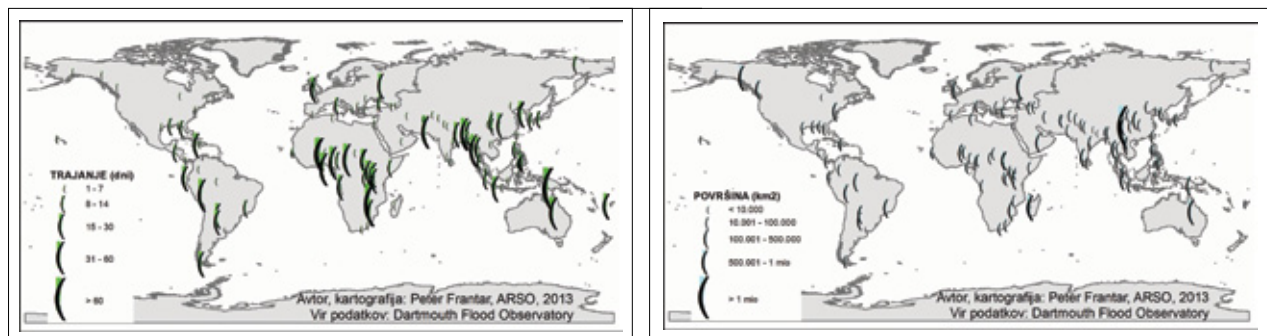 TRAJANJE (dni)
1 - 7
8 - 14
15 - 30
31 - 60
> 60
Avtor, kartografija: Peter Frantar, ARSO, 2013
Vir podatkov: Dartmouth Flood Observatory
POVRŠINA (km2)
< 10.000
10.001 - 100.000
100.001 - 500.000
500.001 - 1 mio
> 1 mio
Avtor, kartografija: Peter Frantar, ARSO, 2013
Vir podatkov: Dartmouth Flood Observatory